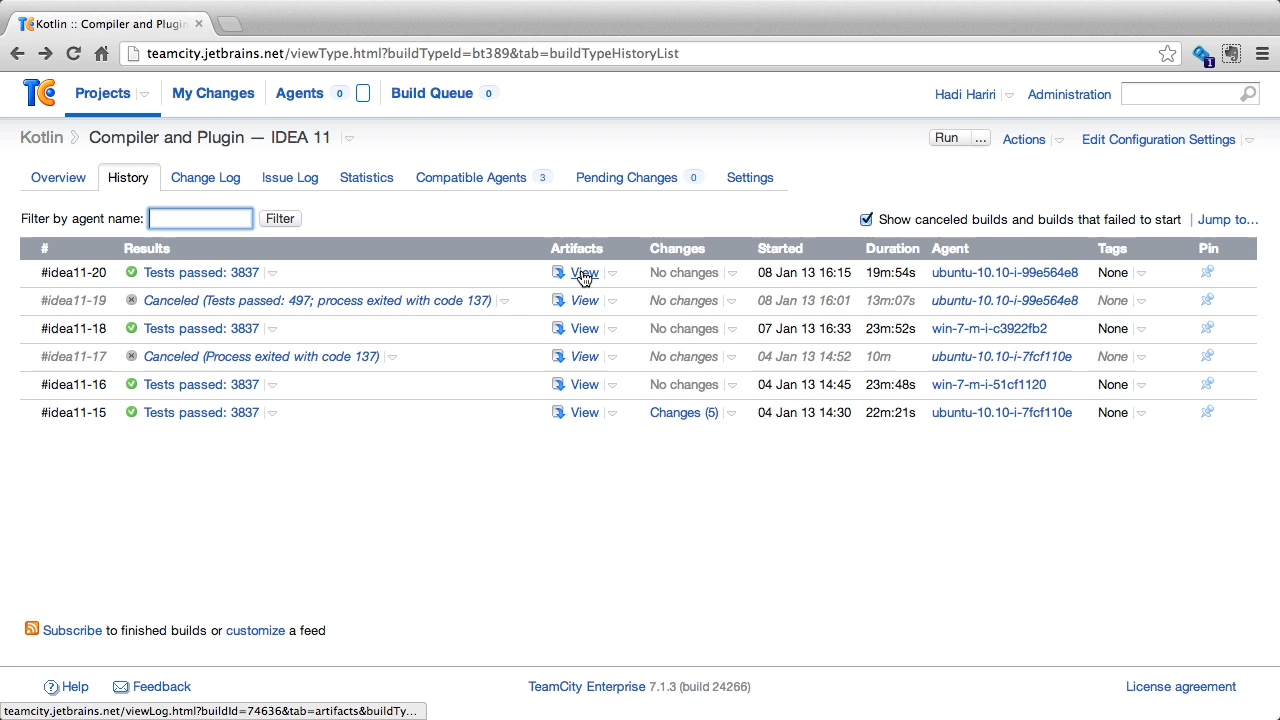 Kotlin :: Compiler and Plugin
teamcity.jetbrains.net/viewType.html?buildTypeId=bt389&tab=buildTypeHistoryList
1
TC Projects My Changes Agents 0 Build Queue 0 Hadi Hariri Administration
Kotlin Compiler and Plugin — IDEA 11 Run ... Actions Edit Configuration Settings
Overview History Change Log Issue Log Statistics Compatible Agents 3 Pending Changes 0 Settings
Filter by agent name: Filter Show canceled builds and builds that failed to start Jump to...
# Results Artifacts Changes Started Duration Agent Tags Pin
#idea11-20 Tests passed: 3837 View No changes 08 Jan 13 16:15 19m:54s ubuntu-10.10-i-99e564e8 None
#idea11-19 Canceled (Tests passed: 497; process exited with code 137) View No changes 08 Jan 13 16:01 13m:07s ubuntu-10.10-i-99e564e8 None
#idea11-18 Tests passed: 3837 View No changes 07 Jan 13 16:33 23m:52s win-7-m-i-c3922fb2 None
#idea11-17 Canceled (Process exited with code 137) View No changes 04 Jan 13 14:52 10m ubuntu-10.10-i-7fcf110e None
#idea11-16 Tests passed: 3837 View No changes 04 Jan 13 14:45 23m:48s win-7-m-i-51cf1120 None
#idea11-15 Tests passed: 3837 View Changes (5) 04 Jan 13 14:30 22m:21s ubuntu-10.10-i-7fcf110e None
Subscribe to finished builds or customize a feed
Help Feedback TeamCity Enterprise 7.1.3 (build 24266) License agreement
teamcity.jetbrains.net/viewLog.html?buildId=74636&tab=artifacts&buildTy...